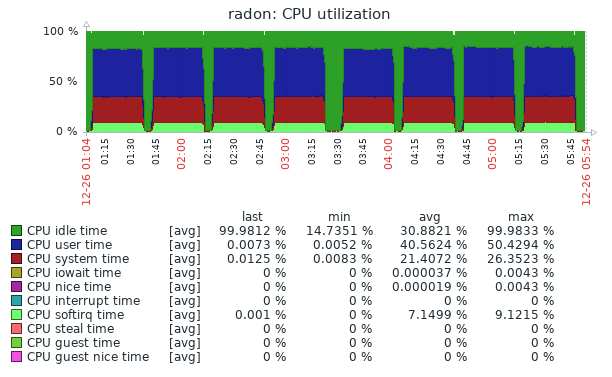 radon: CPU utilization
100 %
50 %
0 %
12-26 01:04
01:15
01:30
01:45
02:00
02:15
02:30
02:45
03:00
03:15
03:30
03:45
04:00
04:15
04:30
04:45
05:00
05:15
05:30
05:45
12-26 05:54
last min avg max
CPU idle time [avg] 99.9812 % 14.7351 % 30.8821 % 99.9833 %
CPU user time [avg] 0.0073 % 0.0052 % 40.5624 % 50.4294 %
CPU system time [avg] 0.0125 % 0.0083 % 21.4072 % 26.3523 %
CPU iowait time [avg] 0 % 0 % 0.000037 % 0.0043 %
CPU nice time [avg] 0 % 0 % 0.000019 % 0.0043 %
CPU interrupt time [avg] 0 % 0 % 0 % 0 %
CPU softirq time [avg] 0.001 % 0 % 7.1499 % 9.1215 %
CPU steal time [avg] 0 % 0 % 0 % 0 %
CPU guest time [avg] 0 % 0 % 0 % 0 %
CPU guest nice time [avg] 0 % 0 % 0 % 0 %